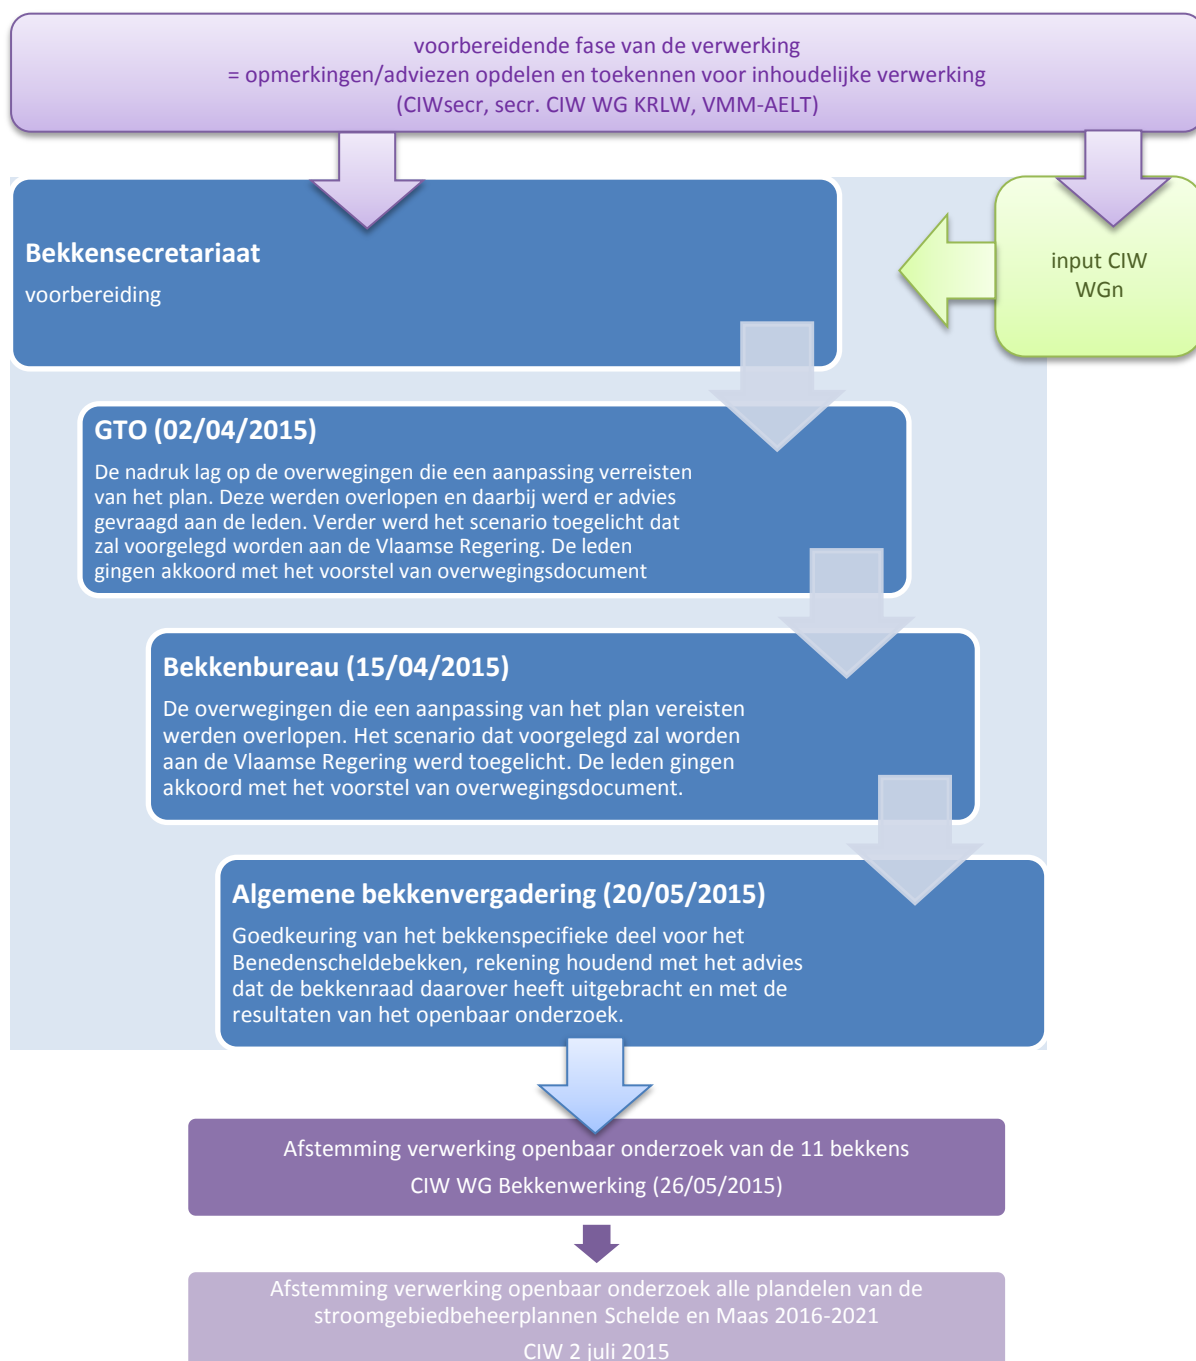 voorbereidende fase van de verwerking
= opmerkingen/adviezen opdelen en toekennen voor inhoudelijke verwerking
(CIWsecr, secr. CIW WG KRLW, VMM-AELT)
Bekkensecretariaat
voorbereiding
input CIW
WGn
GTO (02/04/2015)
De nadruk lag op de overwegingen die een aanpassing verreisten
van het plan. Deze werden overlopen en daarbij werd er advies
gevraagd aan de leden. Verder werd het scenario toegelicht dat
zal voorgelegd worden aan de Vlaamse Regering. De leden
gingen akkoord met het voorstel van overwegingsdocument
Bekkenbureau (15/04/2015)
De overwegingen die een aanpassing van het plan vereisten
werden overlopen. Het scenario dat voorgelegd zal worden
aan de Vlaamse Regering werd toegelicht. De leden gingen
akkoord met het voorstel van overwegingsdocument.
Algemene bekkenvergadering (20/05/2015)
Goedkeuring van het bekkenspecifieke deel voor het
Benedenscheldebekken, rekening houdend met het advies
dat de bekkenraad daarover heeft uitgebracht en met de
resultaten van het openbaar onderzoek.
Afstemming verwerking openbaar onderzoek van de 11 bekkens
CIW WG Bekkenwerking (26/05/2015)
Afstemming verwerking openbaar onderzoek alle plandelen van de
stroomgebiedbeheerplannen Schelde en Maas 2016-2021
CIW 2 juli 2015